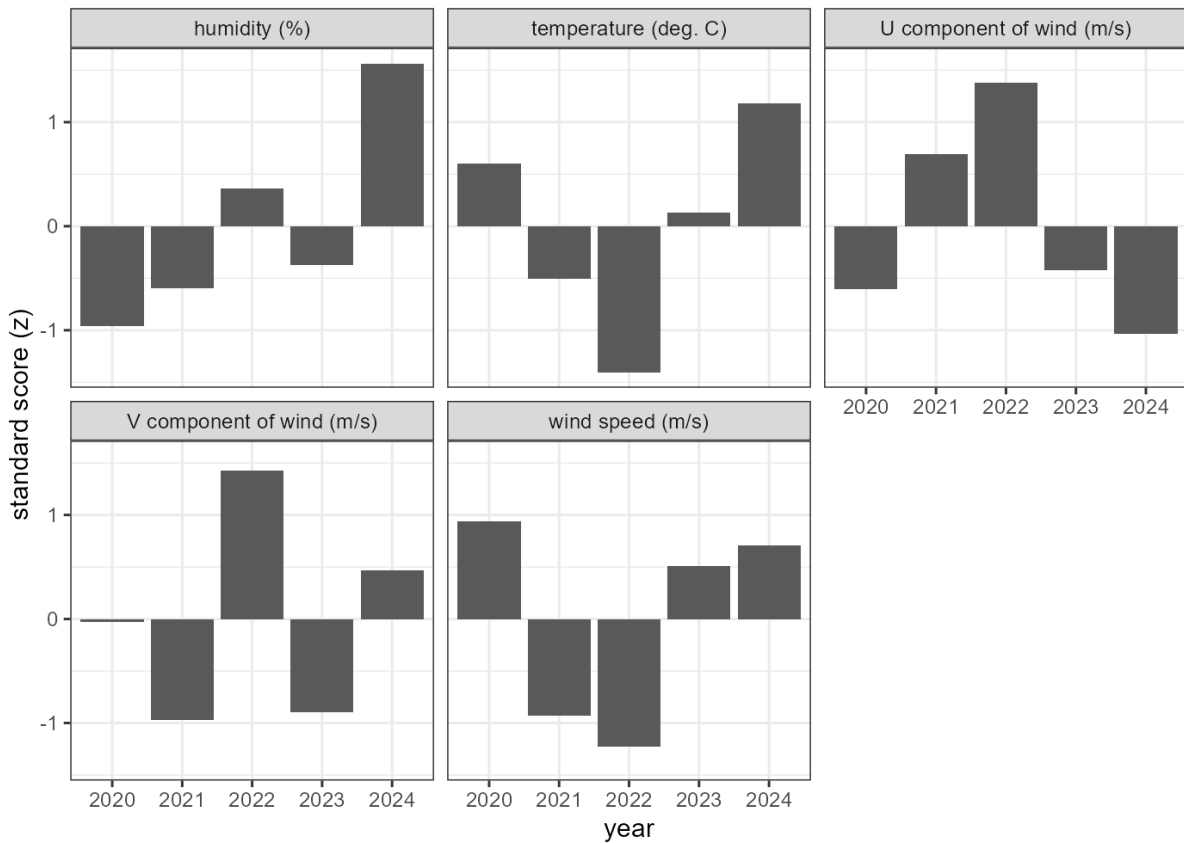 humidity (%)
temperature (deg. C)
U component of wind (m/s)
1
0
-1
2020 2021 2022 2023 2024
V component of wind (m/s)
wind speed (m/s)
1
0
-1
2020 2021 2022 2023 2024
2020 2021 2022 2023 2024
standard score (z)
year